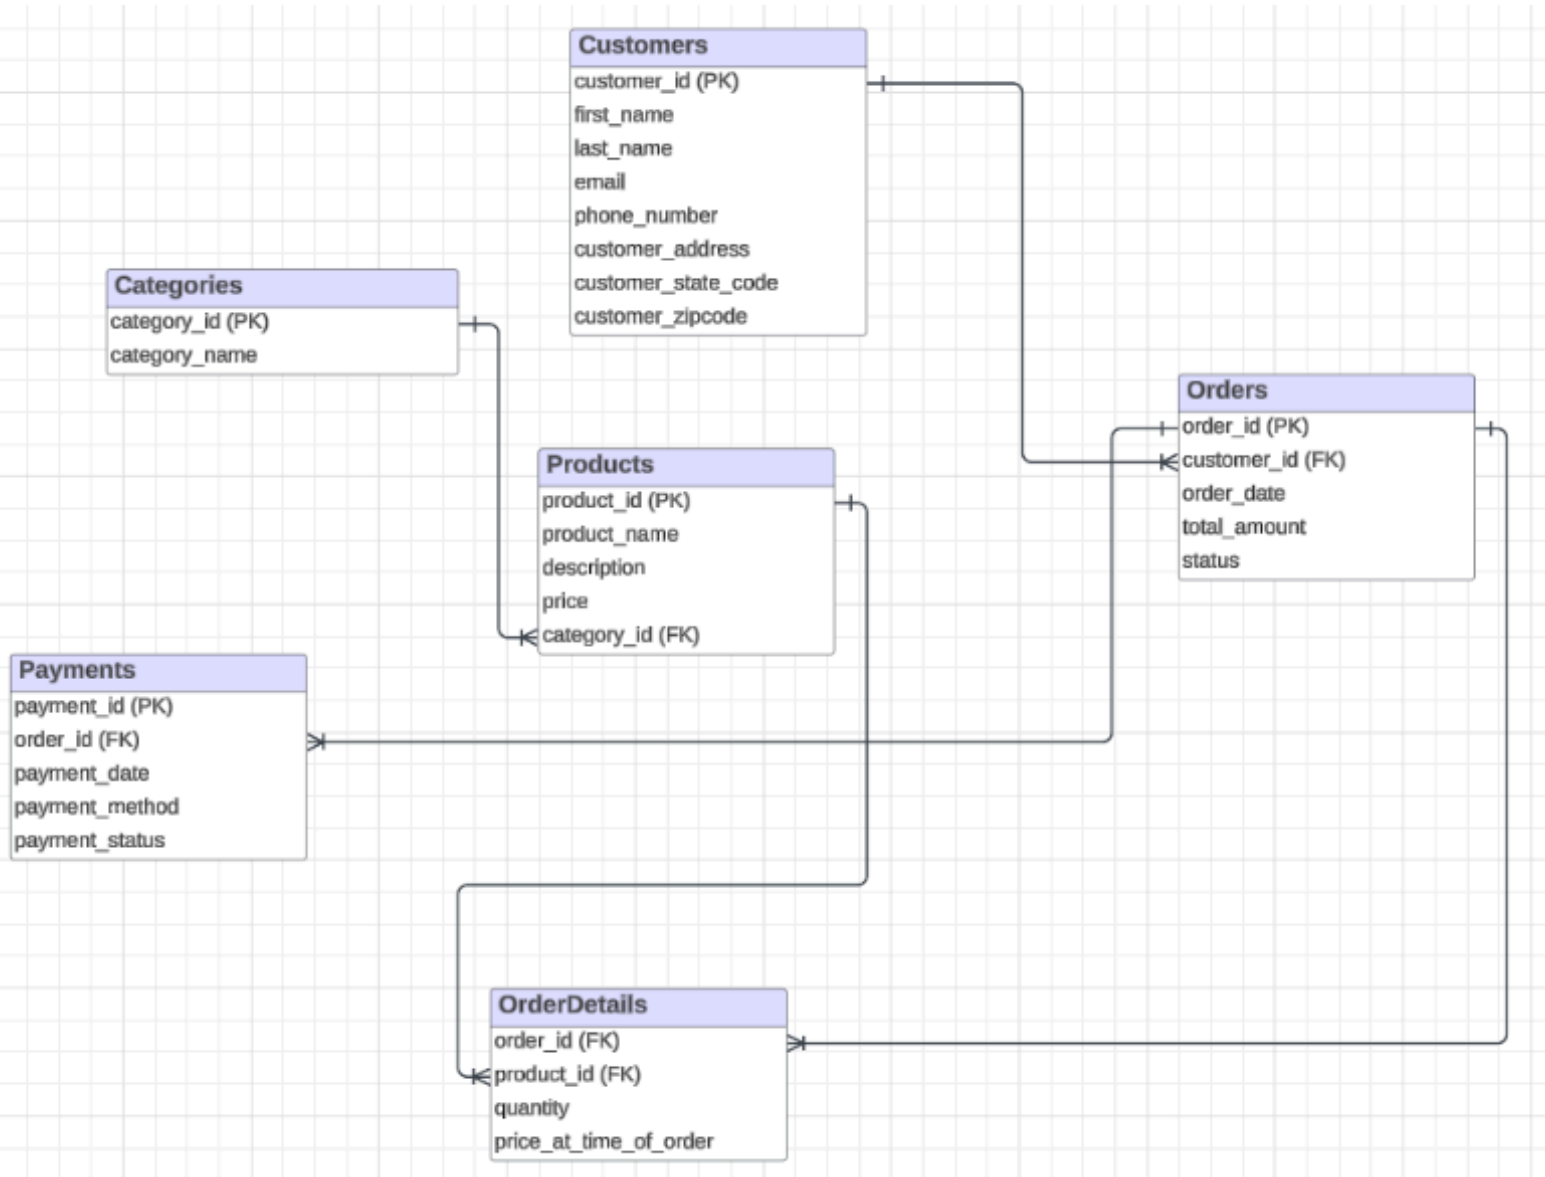 Customers
customer_id (PK)
first_name
last_name
email
phone_number
customer_address
customer_state_code
customer_zipcode
Categories
category_id (PK)
category_name
Orders
order_id (PK)
customer_id (FK)
order_date
total_amount
status
Products
product_id (PK)
product_name
description
price
category_id (FK)
Payments
payment_id (PK)
order_id (FK)
payment_date
payment_method
payment_status
OrderDetails
order_id (FK)
product_id (FK)
quantity
price_at_time_of_order